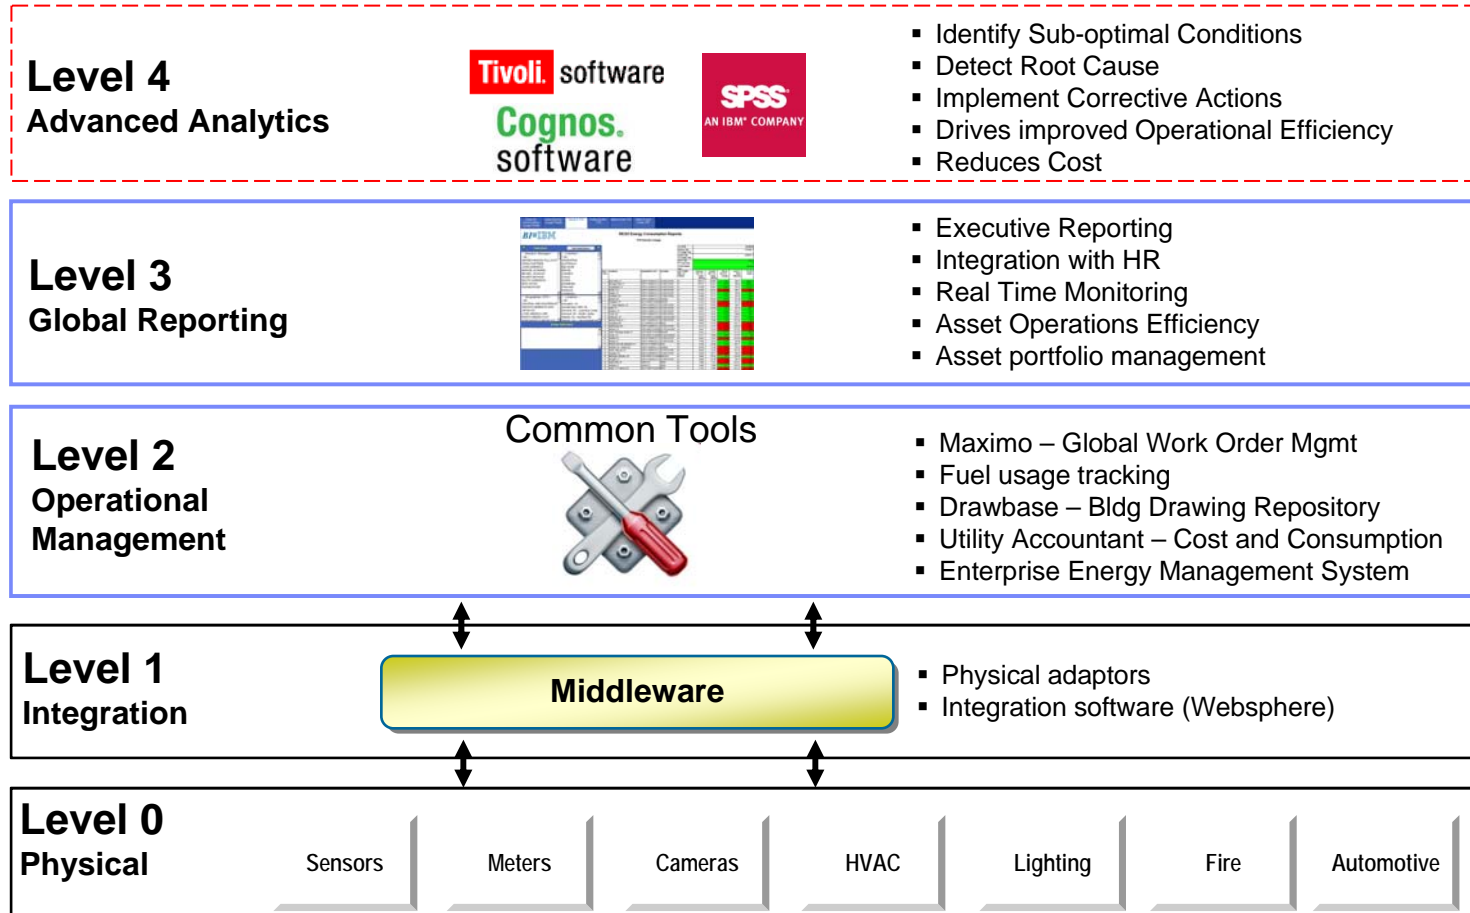 Level 4
Advanced Analytics
Tivoli. software
Cognos.
software
SPSS
AN IBM® COMPANY
▪ Identify Sub-optimal Conditions
▪ Detect Root Cause
▪ Implement Corrective Actions
▪ Drives improved Operational Efficiency
▪ Reduces Cost
Level 3
Global Reporting
▪ Executive Reporting
▪ Integration with HR
▪ Real Time Monitoring
▪ Asset Operations Efficiency
▪ Asset portfolio management
Level 2
Operational
Management
Common Tools
▪ Maximo – Global Work Order Mgmt
▪ Fuel usage tracking
▪ Drawbase – Bldg Drawing Repository
▪ Utility Accountant – Cost and Consumption
▪ Enterprise Energy Management System
Level 1
Integration
Middleware
▪ Physical adaptors
▪ Integration software (Websphere)
Level 0
Physical
Sensors
Meters
Cameras
HVAC
Lighting
Fire
Automotive